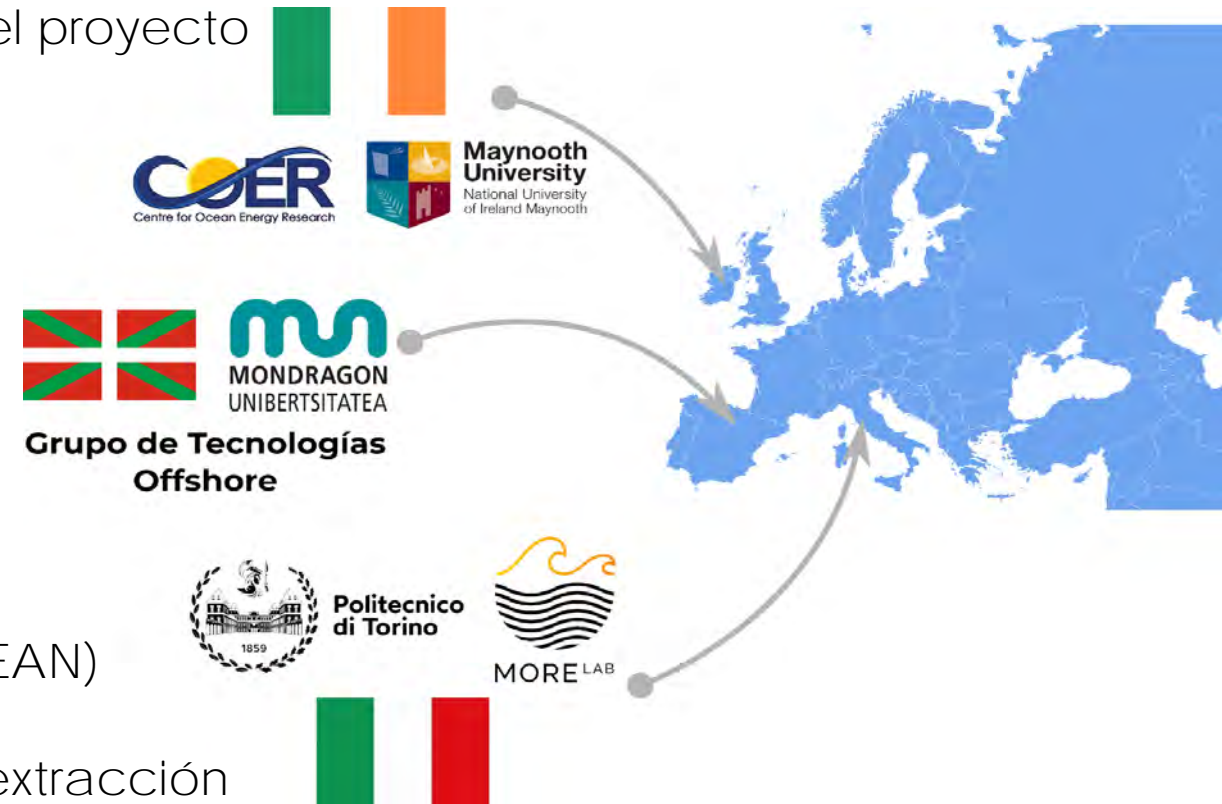 el proyecto
COER
Centre for Ocean Energy Research
Maynooth
University
National University
of Ireland Maynooth
mun
MONDRAGON
UNIBERTSITATEA
Grupo de Tecnologías
Offshore
1859
Politecnico
di Torino
MORE LAB
EAN)
extracción